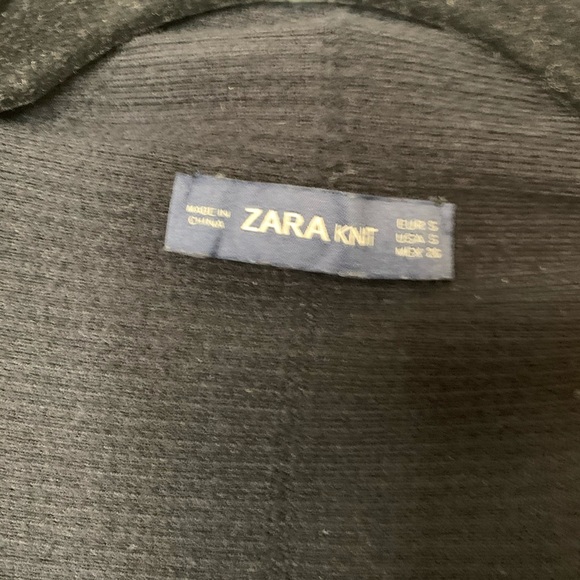 MADE IN
CHINA
ZARA KNIT
EUR S
USA S
MEX 26